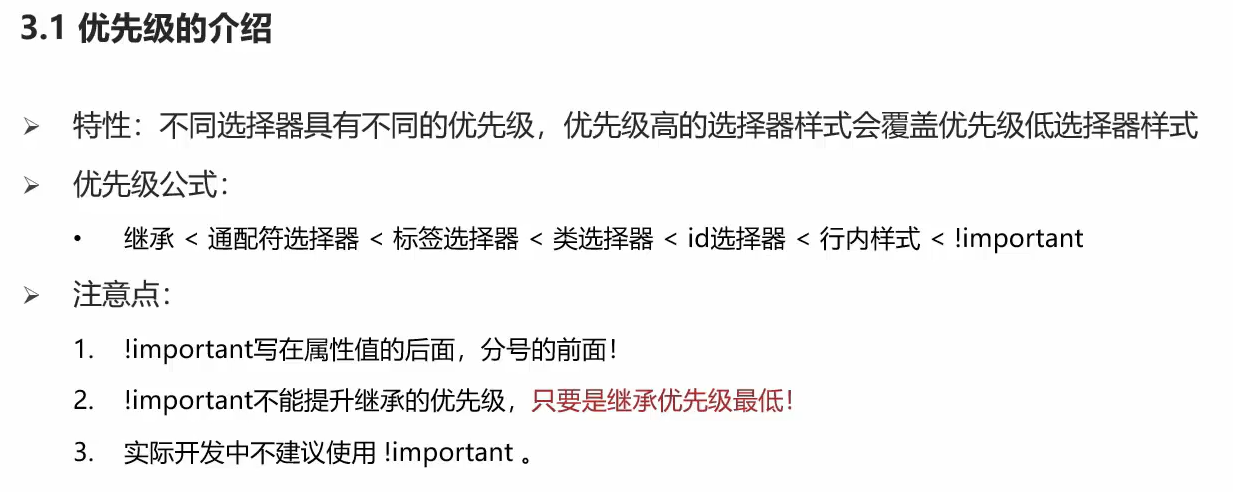 3.1 优先级的介绍
➢ 特性：不同选择器具有不同的优先级，优先级高的选择器样式会覆盖优先级低选择器样式
➢ 优先级公式：
• 继承 < 通配符选择器 < 标签选择器 < 类选择器 < id选择器 < 行内样式 < !important
➢ 注意点：
1. !important写在属性值的后面，分号的前面！
2. !important不能提升继承的优先级，只要是继承优先级最低！
3. 实际开发中不建议使用 !important 。